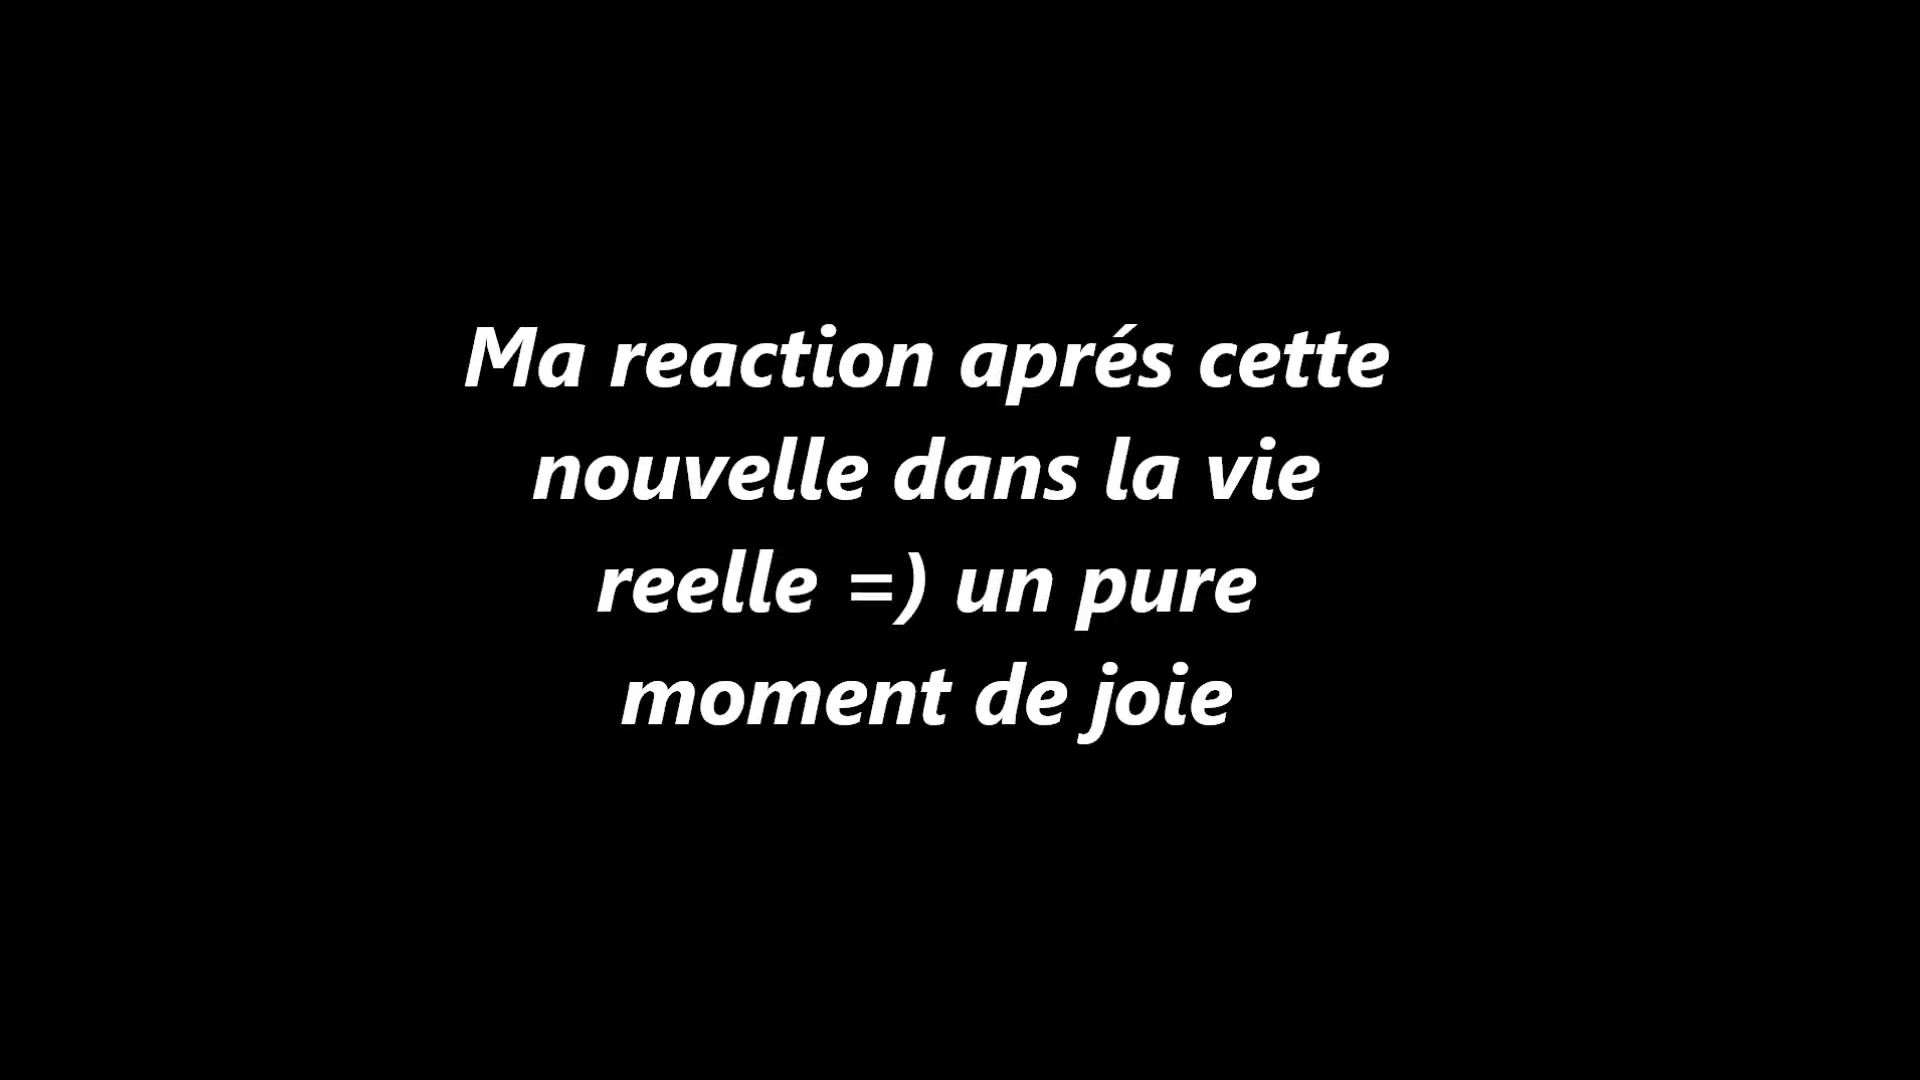 Ma reaction aprés cette
nouvelle dans la vie
reelle =) un pure
moment de joie